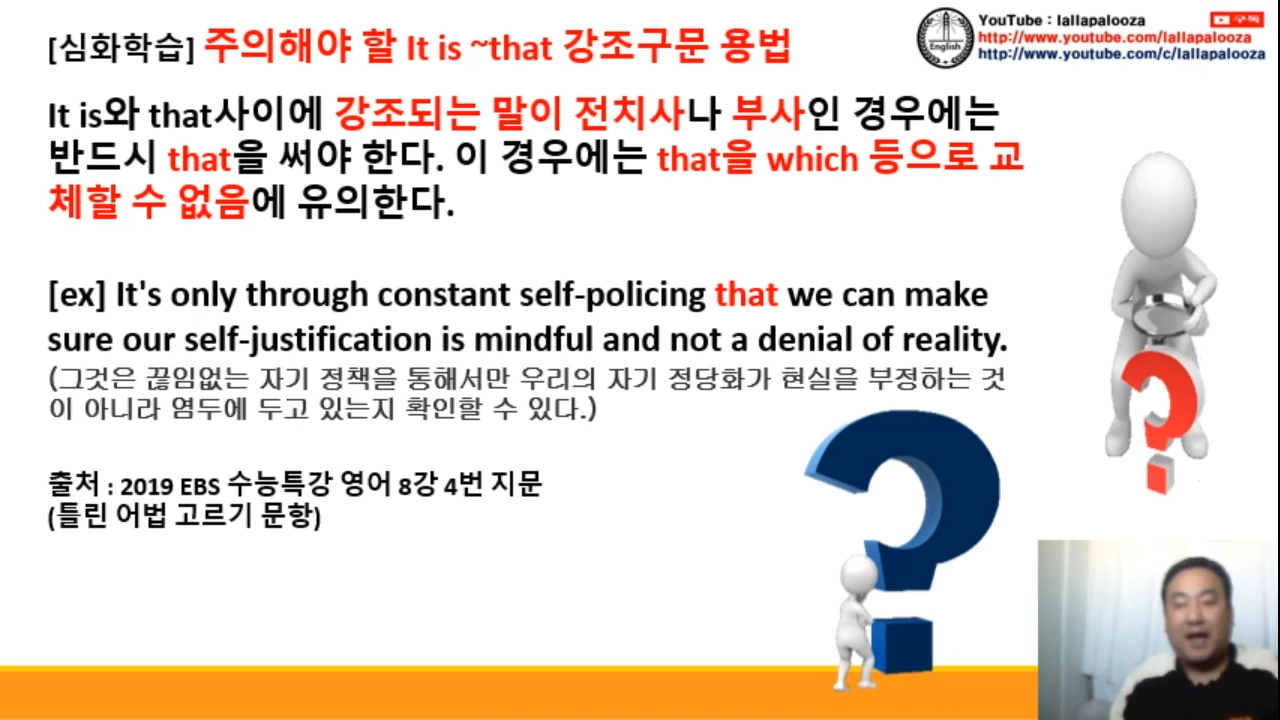 [심화학습] 주의해야 할 It is ~that 강조구문 용법
YouTube : lallapalooza
구독
http://www.youtube.com/lallapalooza
http://www.youtube.com/c/lallapalooza
English
It is와 that사이에 강조되는 말이 전치사나 부사인 경우에는
반드시 that을 써야 한다. 이 경우에는 that을 which 등으로 교
체할 수 없음에 유의한다.
[ex] It's only through constant self-policing that we can make
sure our self-justification is mindful and not a denial of reality.
(그것은 끊임없는 자기 정책을 통해서만 우리의 자기 정당화가 현실을 부정하는 것
이 아니라 염두에 두고 있는지 확인할 수 있다.)
출처 : 2019 EBS 수능특강 영어 8강 4번 지문
(틀린 어법 고르기 문항)